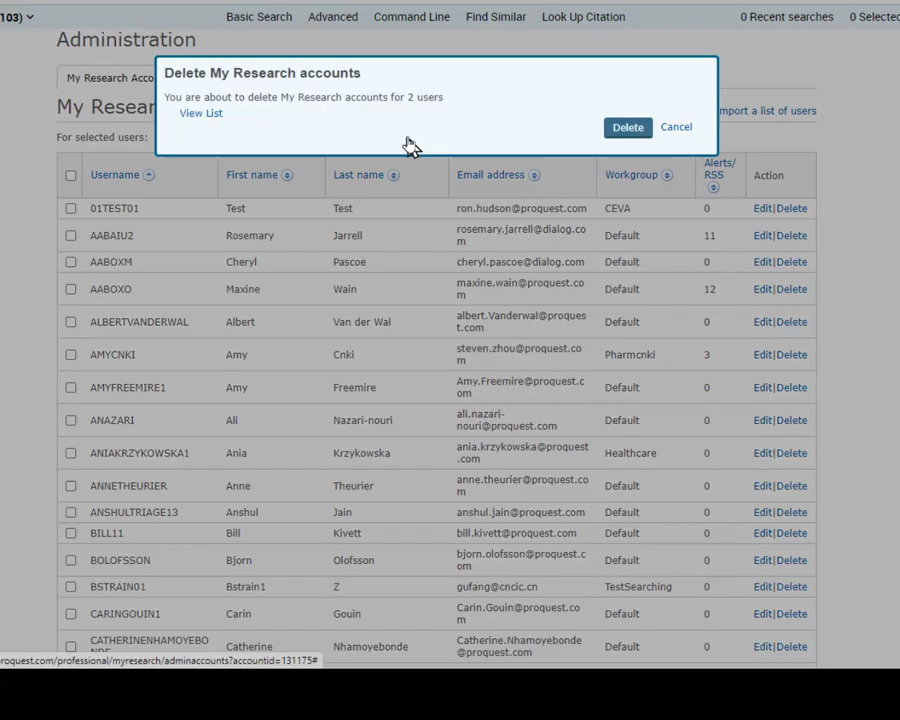 103)
Basic Search Advanced Command Line Find Similar Look Up Citation 0 Recent searches 0 Selected
Administration
My Research Acco
Delete My Research accounts
You are about to delete My Research accounts for 2 users
View List
Delete Cancel
My Resear
mport a list of users
For selected users:
Username First name Last name Email address Workgroup Alerts/
RSS Action
01TEST01 Test Test ron.hudson@proquest.com CEVA 0 Edit|Delete
AABAIU2 Rosemary Jarrell rosemary.jarrell@dialog.co
m Default 11 Edit|Delete
AABOXM Cheryl Pascoe cheryl.pascoe@dialog.com Default 0 Edit|Delete
AABOXO Maxine Wain maxine.wain@proquest.co
m Default 12 Edit|Delete
ALBERTVANDERWAL Albert Van der Wal albert.Vanderwal@proques
t.com Default 0 Edit|Delete
AMYCNKI Amy Cnki steven.zhou@proquest.co
m Pharmcnki 3 Edit|Delete
AMYFREEMIRE1 Amy Freemire Amy.Freemire@proquest.c
om Default 0 Edit|Delete
ANAZARI Ali Nazari-nouri ali.nazari-
nouri@proquest.com Default 0 Edit|Delete
ANIAKRZYKOWSKA1 Ania Krzykowska ania.krzykowska@proquest
.com Healthcare 0 Edit|Delete
ANNETHEURIER Anne Theurier anne.theurier@proquest.co
m Default 0 Edit|Delete
ANSHULTRIAGE13 Anshul Jain anshul.jain@proquest.com Default 0 Edit|Delete
BILL11 Bill Kivett bill.kivett@proquest.com Default 0 Edit|Delete
BOLOFSSON Bjorn Olofsson bjorn.olofsson@proquest.c
om Default 0 Edit|Delete
BSTRAIN01 Bstrain1 Z gufang@cncic.cn TestSearching 0 Edit|Delete
CARINGOUIN1 Carin Gouin Carin.Gouin@proquest.co
m Default 0 Edit|Delete
CATHERINENHAMOYEBO
NDE Catherine Nhamoyebonde Catherine.Nhamoyebonde
@proquest.com Default 0 Edit|Delete
roquest.com/professional/myresearch/adminaccounts?accountid=131175#